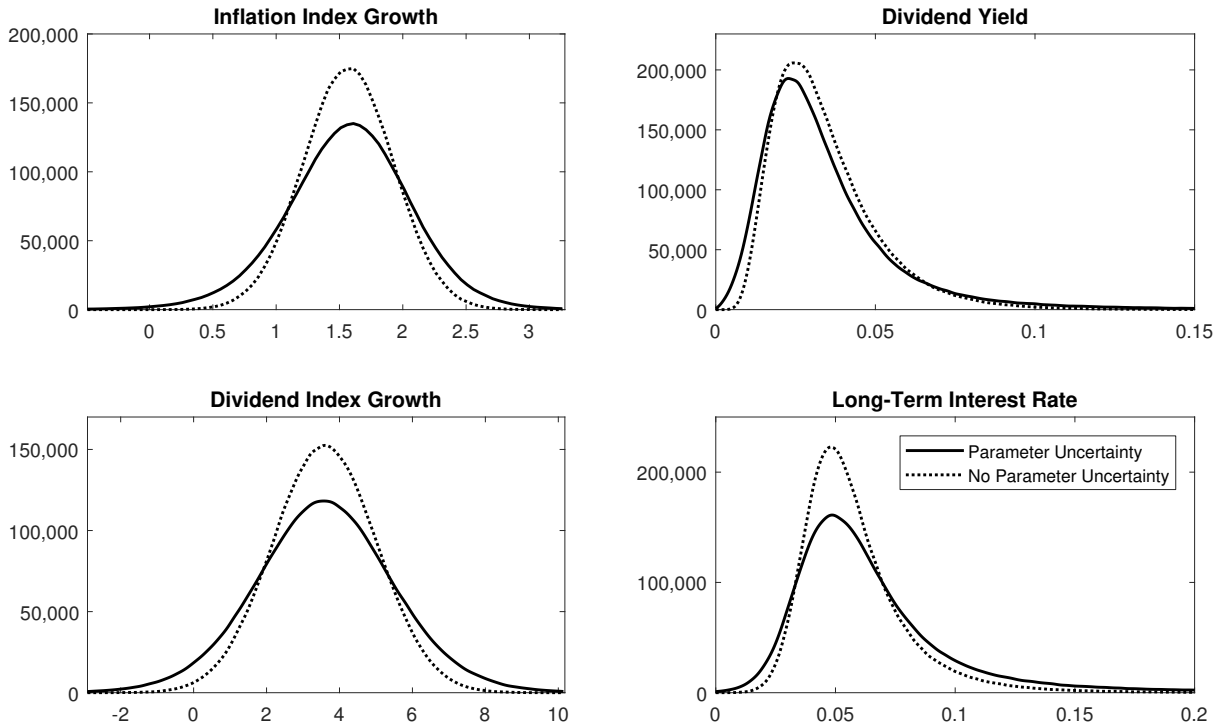 Inflation Index Growth
200,000
150,000
100,000
50,000
0
0 0.5 1 1.5 2 2.5 3
Dividend Yield
200,000
150,000
100,000
50,000
0
0 0.05 0.1 0.15
Dividend Index Growth
150,000
100,000
50,000
0
-2 0 2 4 6 8 10
Long-Term Interest Rate
Parameter Uncertainty
No Parameter Uncertainty
200,000
100,000
0
0 0.05 0.1 0.15 0.2